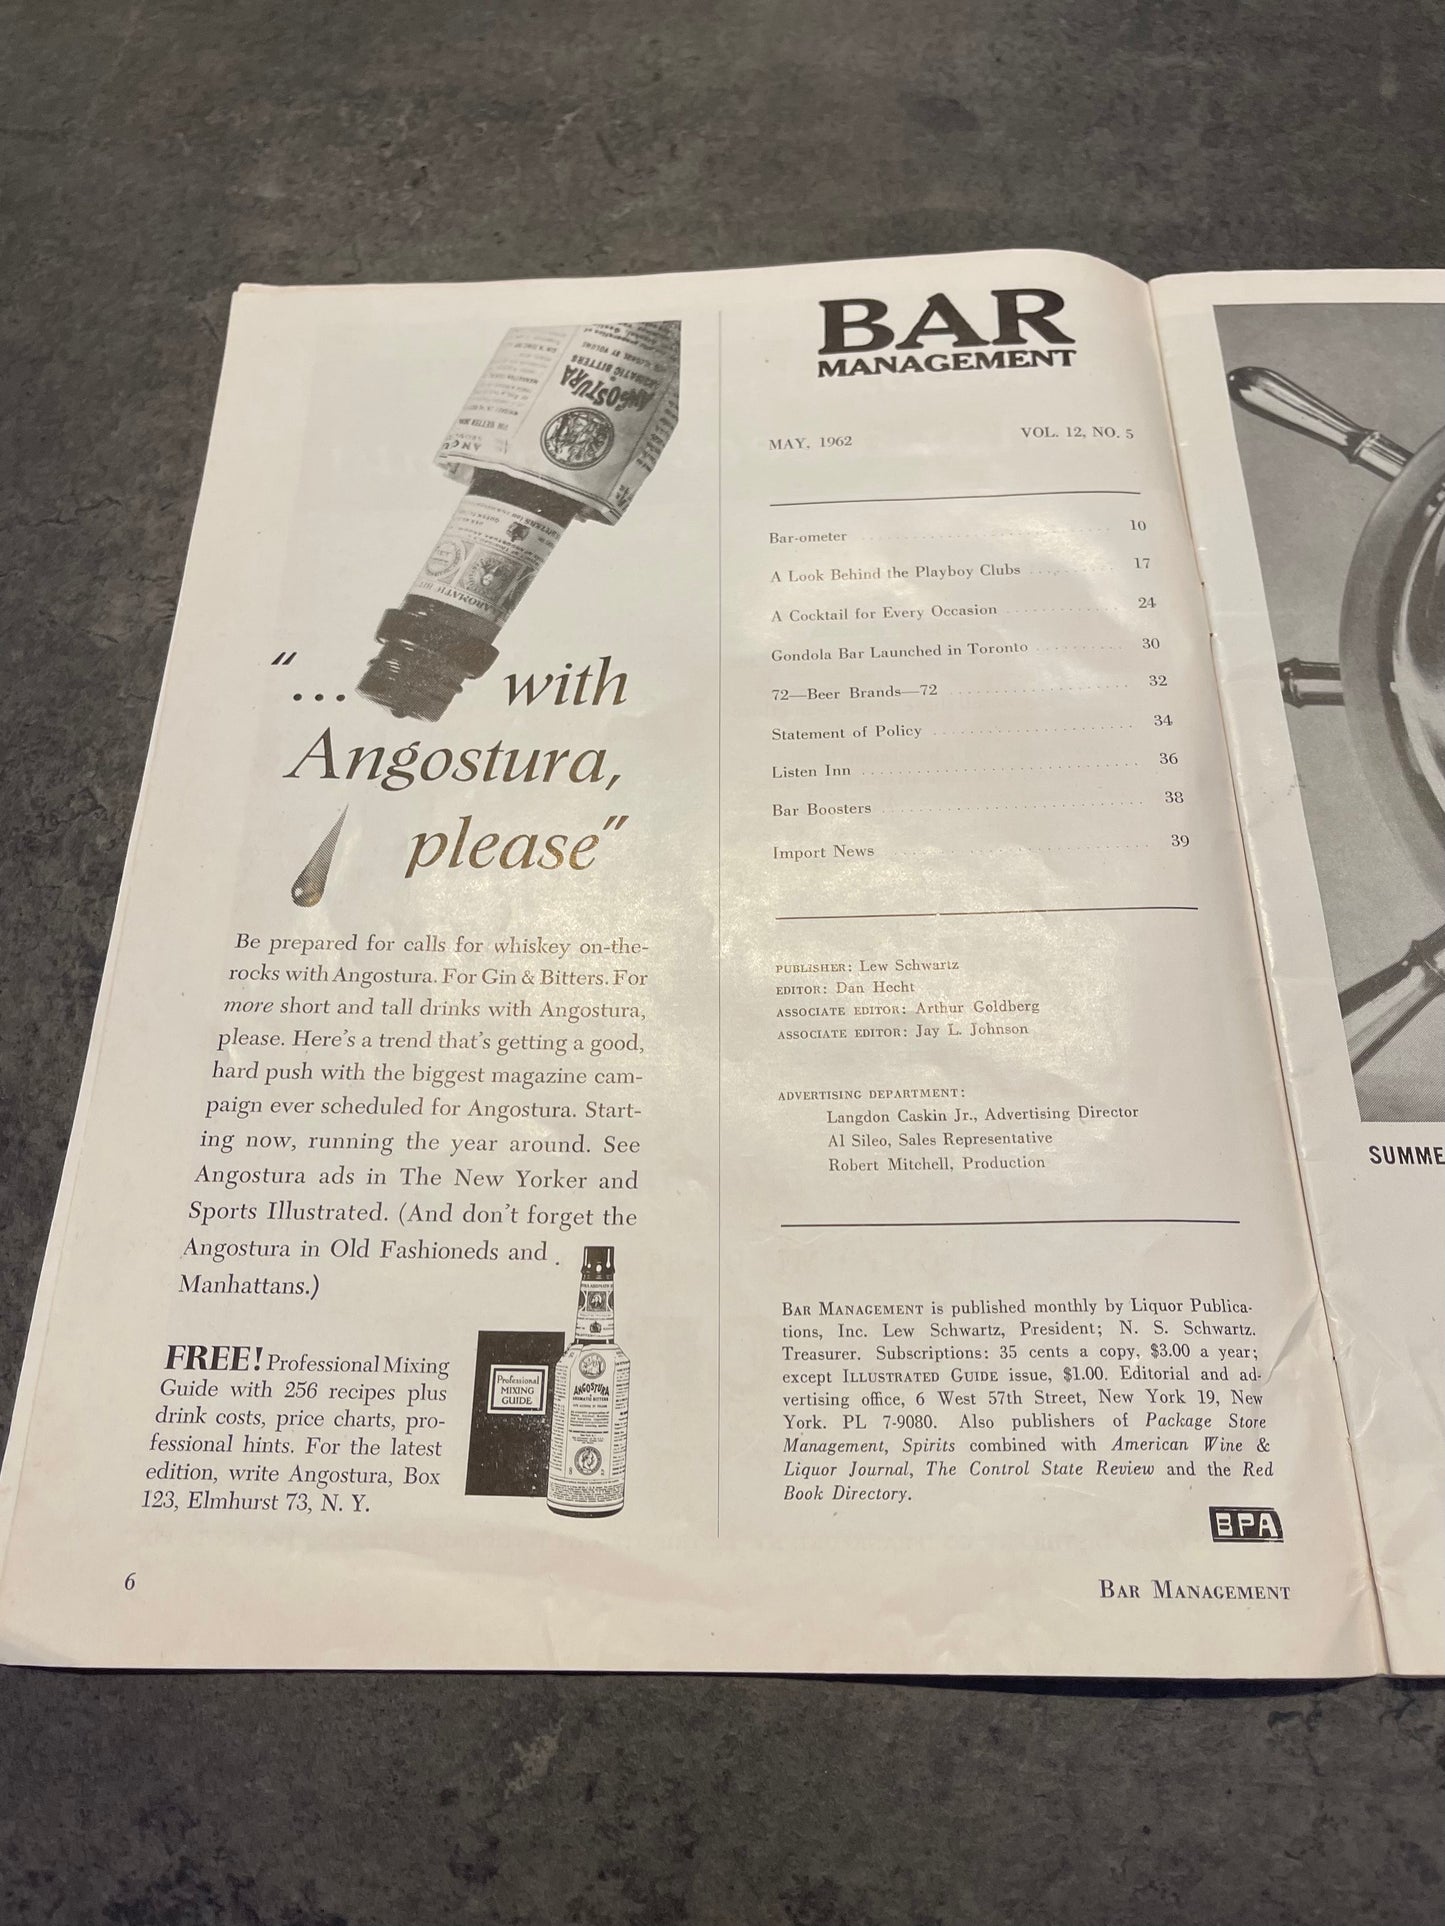 ANGOSTURA
AROMATIC BITTERS
"... with
Angostura,
please"
Be prepared for calls for whiskey on-the-
rocks with Angostura. For Gin & Bitters. For
more short and tall drinks with Angostura,
please. Here's a trend that's getting a good,
hard push with the biggest magazine cam-
paign ever scheduled for Angostura. Start-
ing now, running the year around. See
Angostura ads in The New Yorker and
Sports Illustrated. (And don't forget the
Angostura in Old Fashioneds and
Manhattans.)
FREE! Professional Mixing
Guide with 256 recipes plus
drink costs, price charts, pro-
fessional hints. For the latest
edition, write Angostura, Box
123, Elmhurst 73, N. Y.
Professional
MIXING
GUIDE
ANGOSTURA
AROMATIC BITTERS
6
BAR
MANAGEMENT
MAY, 1962 VOL. 12, NO. 5
Bar-ometer 10
A Look Behind the Playboy Clubs 17
A Cocktail for Every Occasion 24
Gondola Bar Launched in Toronto 30
72—Beer Brands—72 32
Statement of Policy 34
Listen Inn 36
Bar Boosters 38
Import News 39
PUBLISHER: Lew Schwartz
EDITOR: Dan Hecht
ASSOCIATE EDITOR: Arthur Goldberg
ASSOCIATE EDITOR: Jay L. Johnson
ADVERTISING DEPARTMENT:
Langdon Caskin Jr., Advertising Director
Al Sileo, Sales Representative
Robert Mitchell, Production
BAR MANAGEMENT is published monthly by Liquor Publica-
tions, Inc. Lew Schwartz, President; N. S. Schwartz.
Treasurer. Subscriptions: 35 cents a copy, $3.00 a year;
except ILLUSTRATED GUIDE issue, $1.00. Editorial and ad-
vertising office, 6 West 57th Street, New York 19, New
York. PL 7-9080. Also publishers of Package Store
Management, Spirits combined with American Wine &
Liquor Journal, The Control State Review and the Red
Book Directory.
BPA
BAR MANAGEMENT
SUMME